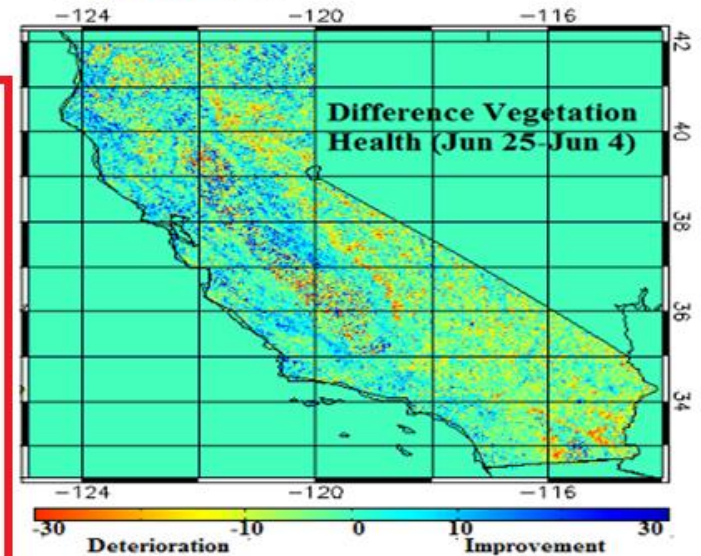 −124 −120 −116
42
Difference Vegetation
Health (Jun 25-Jun 4)
40
38
36
34
−124 −120 −116
-30 -10 0 10 30
Deterioration Improvement